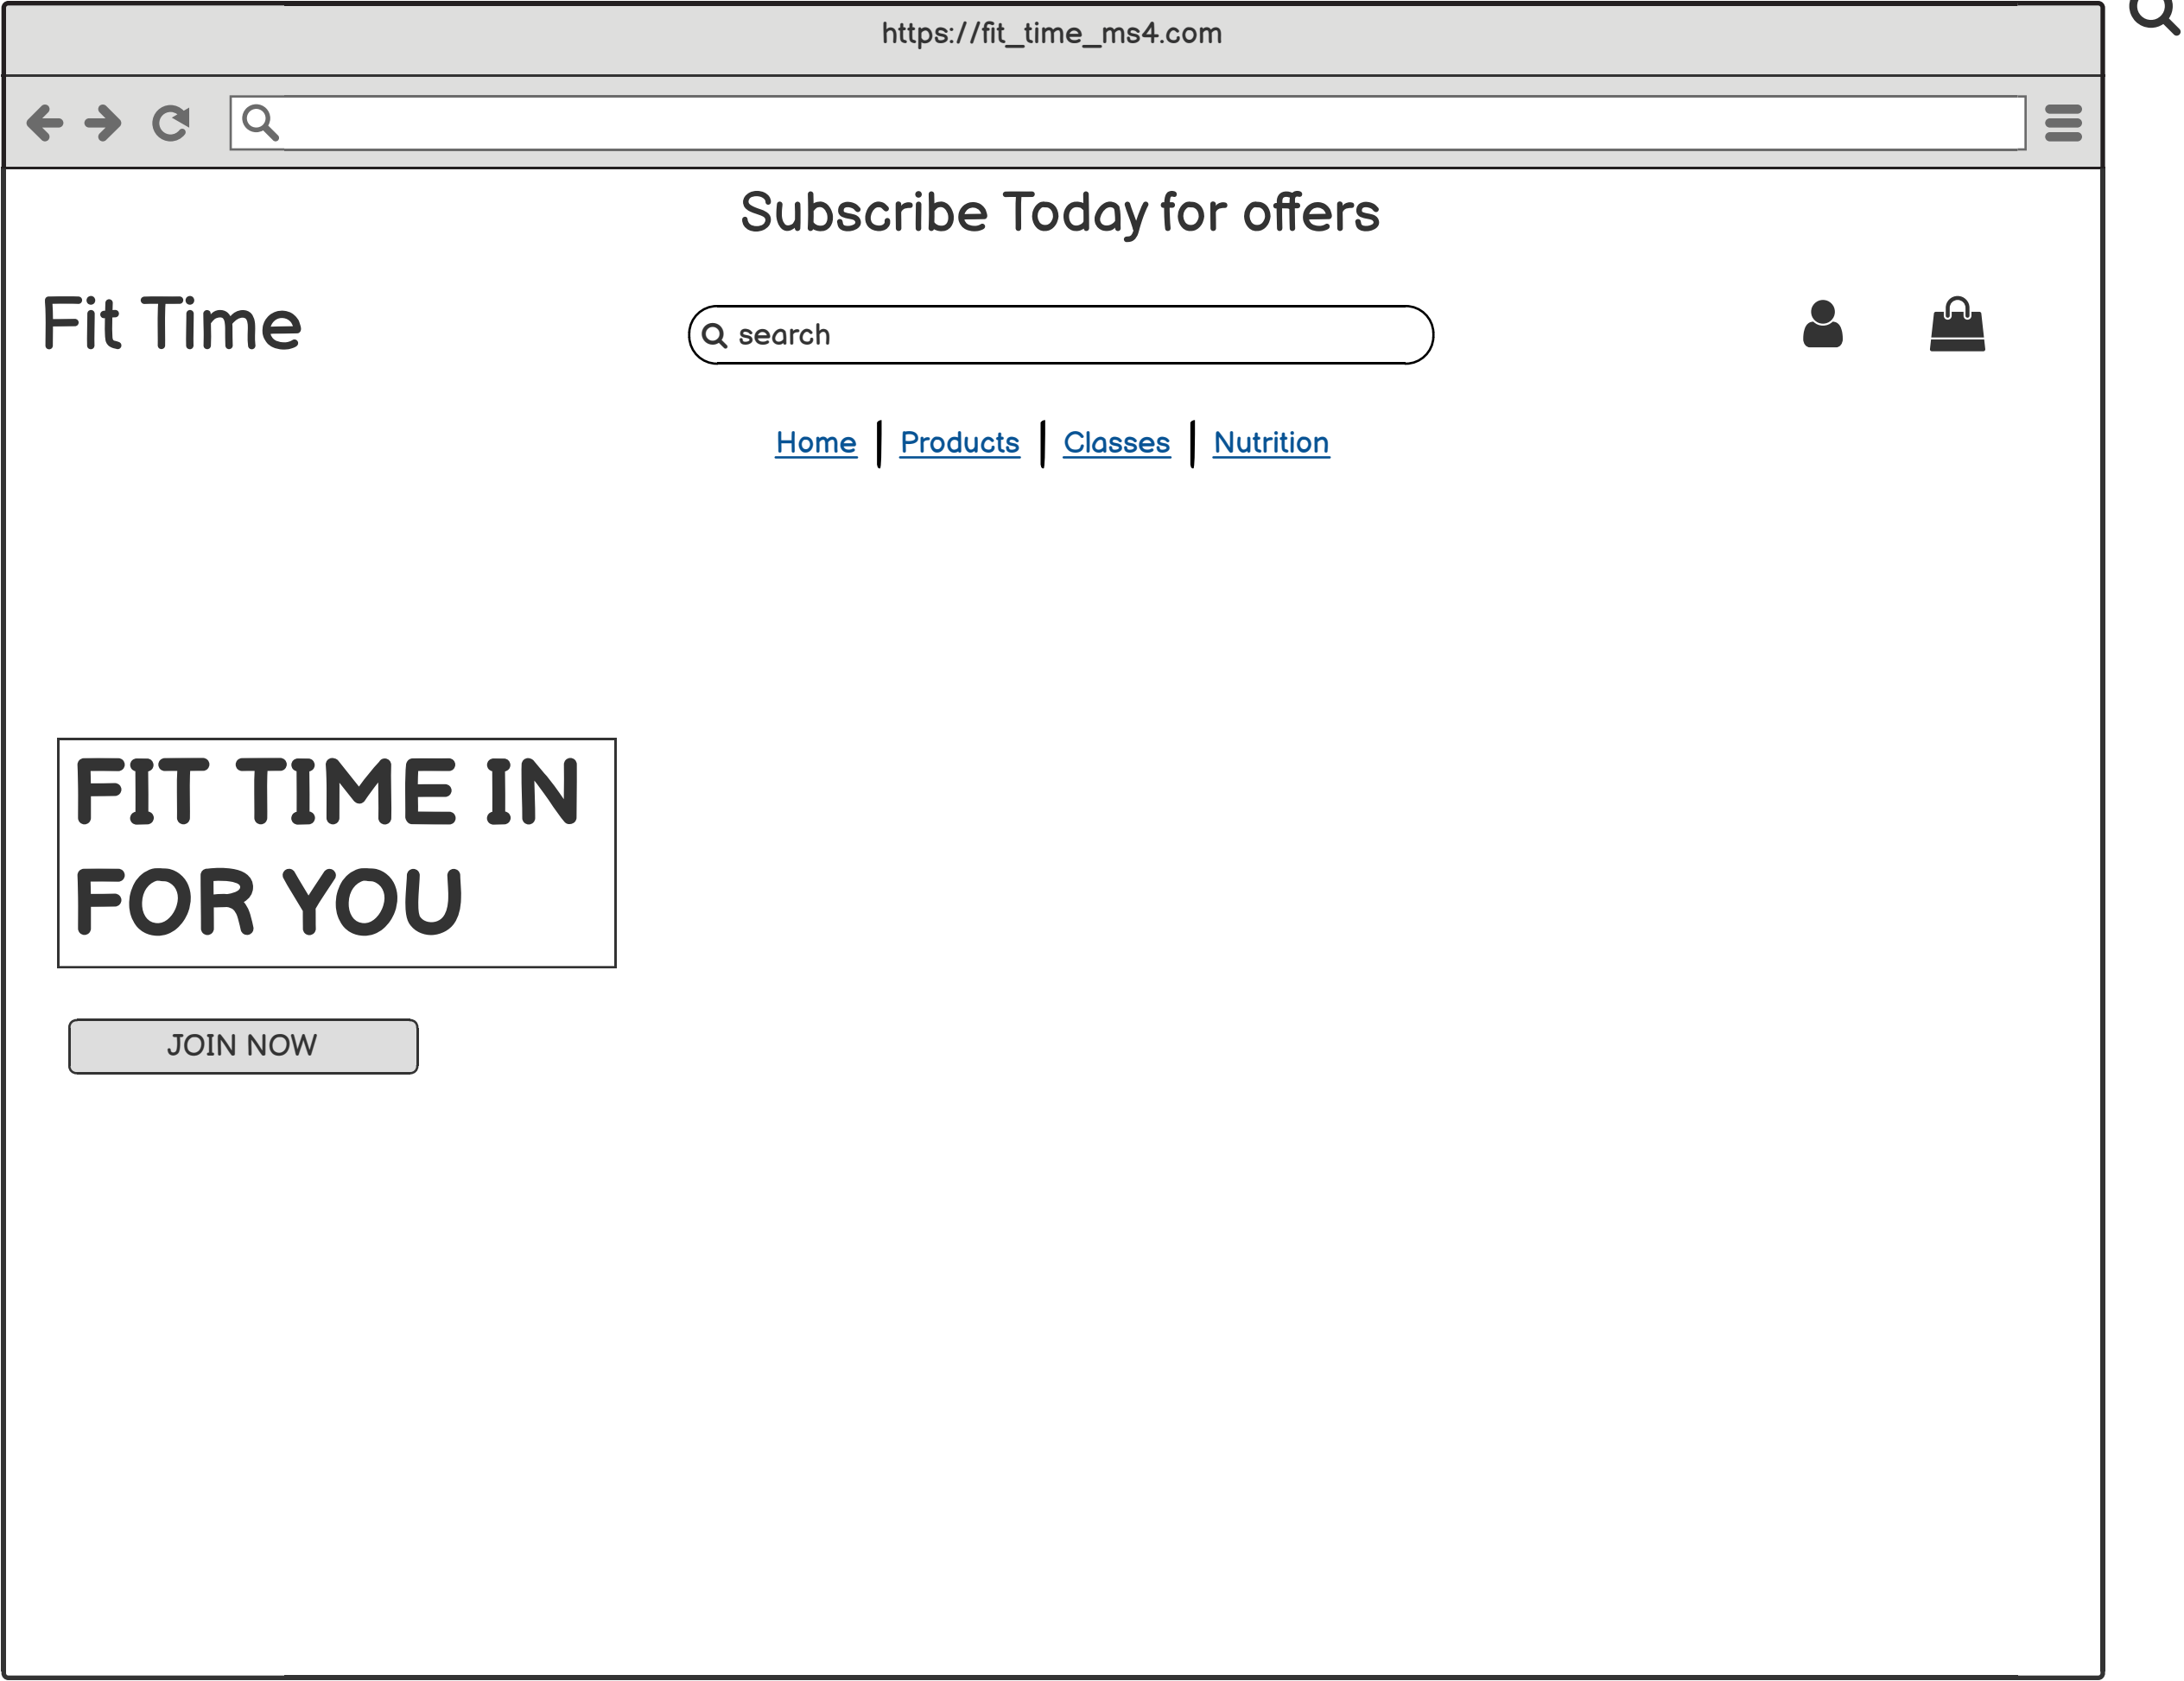 https://fit_time_ms4.com
Subscribe Today for offers
Fit Time
search
Home | Products | Classes | Nutrition
FIT TIME IN
FOR YOU
JOIN NOW